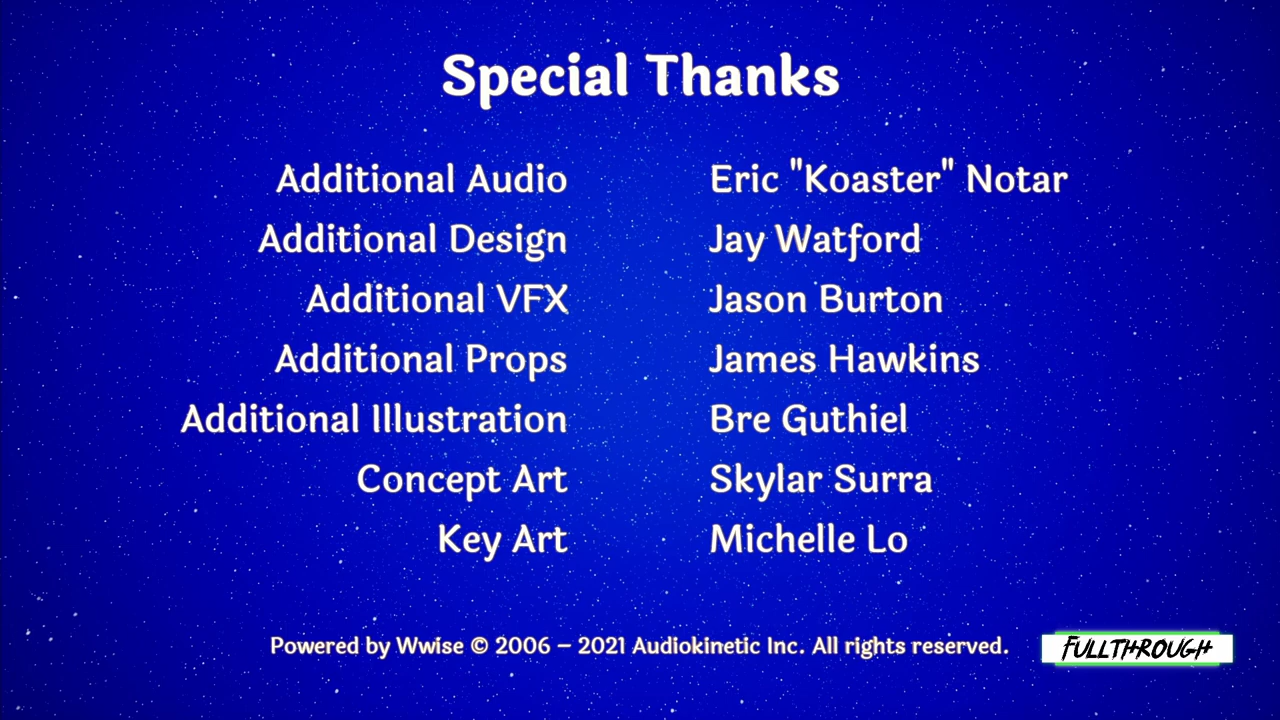 Special Thanks
Additional Audio Eric "Koaster" Notar
Additional Design Jay Watford
Additional VFX Jason Burton
Additional Props James Hawkins
Additional Illustration Bre Guthiel
Concept Art Skylar Surra
Key Art Michelle Lo
Powered by Wwise © 2006 – 2021 Audiokinetic Inc. All rights reserved.
FULLTHROUGH